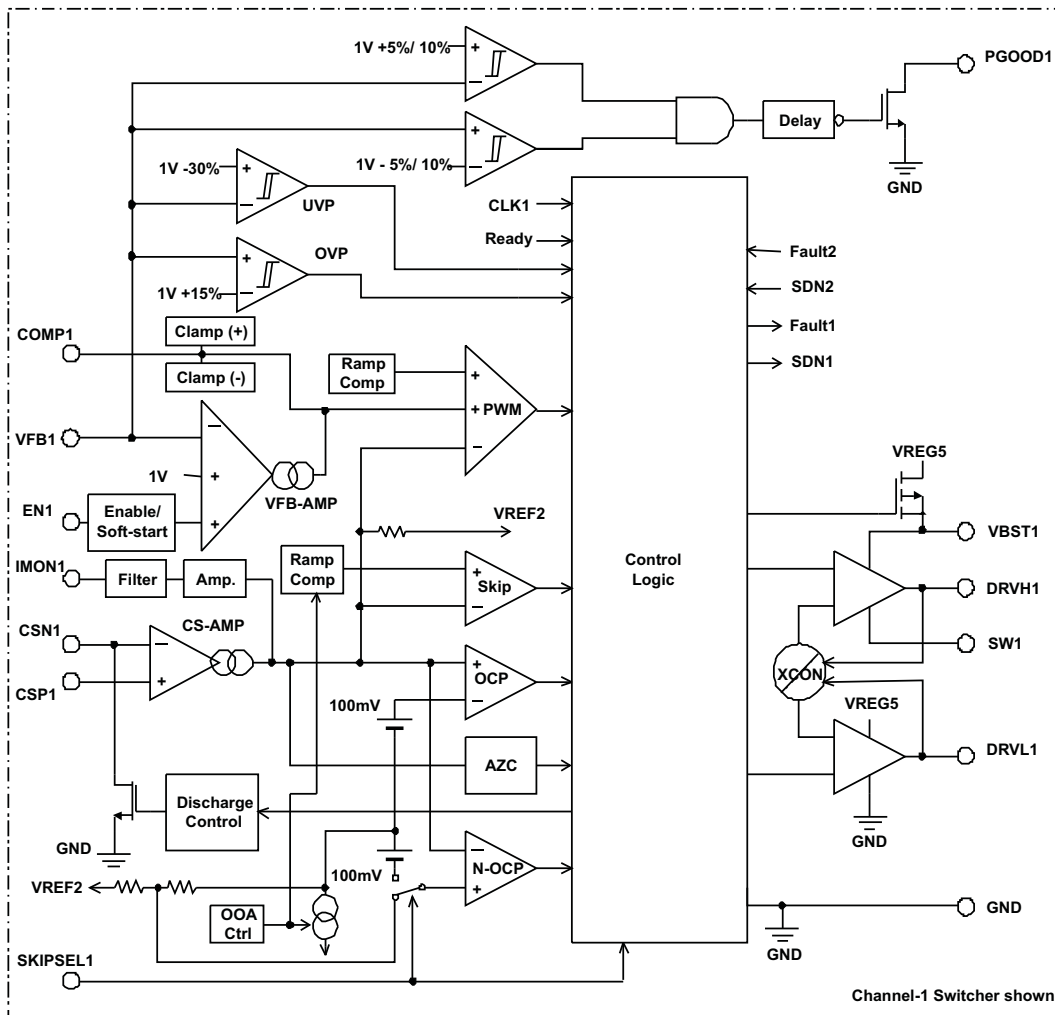 1V +5%/ 10%
+
−
PGOOD1
Delay
+
−
1V - 5%/ 10%
GND
1V -30%
+
−
UVP
CLK1
Ready
Fault2
OVP
+
−
1V +15%
SDN2
Fault1
SDN1
COMP1
Clamp (+)
Clamp (-)
Ramp
Comp
+
+
−
PWM
VFB1
−
1V
+
+
VFB-AMP
EN1
Enable/
Soft-start
VREF2
VREG5
VBST1
IMON1
Filter
Amp.
Ramp
Comp
+
−
Skip
Control
Logic
DRVH1
CSN1
CS-AMP
−
+
CSP1
SW1
XCON
+
−
OCP
100mV
VREG5
AZC
DRVL1
Discharge
Control
GND
GND
100mV
−
+
N-OCP
VREF2
OOA
Ctrl
GND
GND
SKIPSEL1
Channel-1 Switcher shown